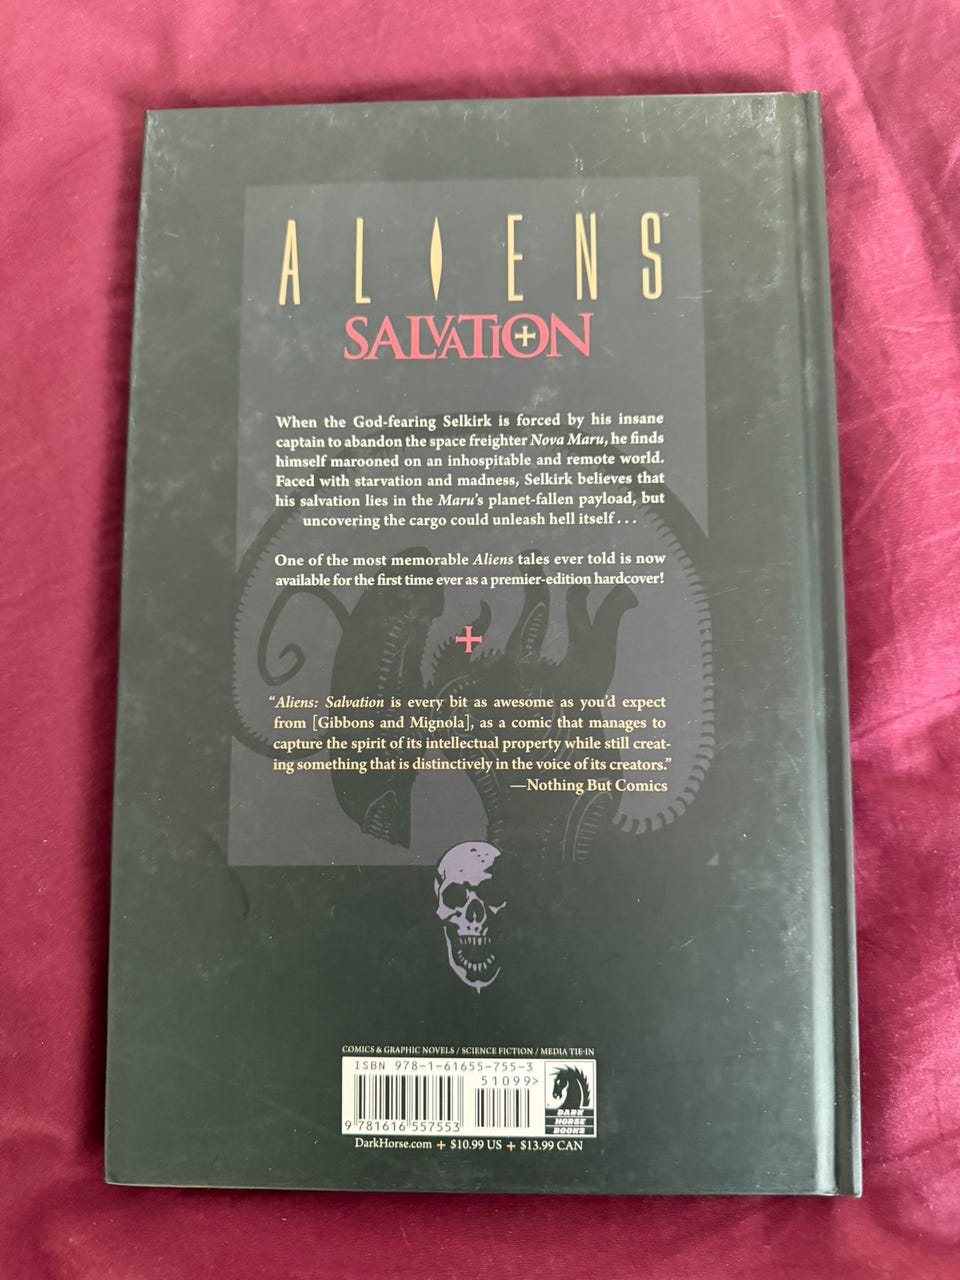 ALIENS™
SALVATION
When the God-fearing Selkirk is forced by his insane
captain to abandon the space freighter Nova Maru, he finds
himself marooned on an inhospitable and remote world.
Faced with starvation and madness, Selkirk believes that
his salvation lies in the Maru's planet-fallen payload, but
uncovering the cargo could unleash hell itself . . .
One of the most memorable Aliens tales ever told is now
available for the first time ever as a premier-edition hardcover!
“Aliens: Salvation is every bit as awesome as you’d expect
from [Gibbons and Mignola], as a comic that manages to
capture the spirit of its intellectual property while still creat-
ing something that is distinctively in the voice of its creators.”
—Nothing But Comics
COMICS & GRAPHIC NOVELS / SCIENCE FICTION / MEDIA TIE-IN
ISBN 978-1-61655-755-3
51099>
9 781616 557553
DARK
HORSE
BOOKS
DarkHorse.com + $10.99 US + $13.99 CAN